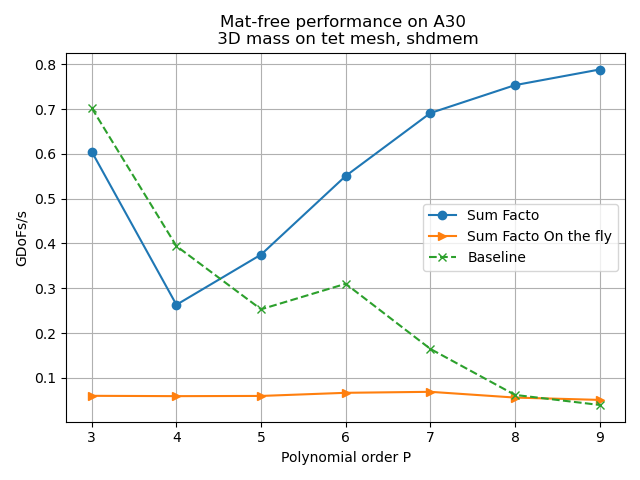 Mat-free performance on A30
3D mass on tet mesh, shdmem
GDoFs/s
0.8
0.7
0.6
0.5
0.4
0.3
0.2
0.1
Sum Facto
Sum Facto On the fly
Baseline
3 4 5 6 7 8 9
Polynomial order P